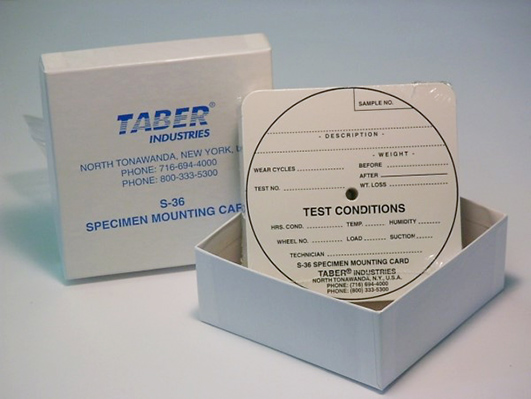 TABER®
INDUSTRIES
NORTH TONAWANDA, NEW YORK, U
PHONE: 716-694-4000
PHONE: 800-333-5300
S-36
SPECIMEN MOUNTING CARD
SAMPLE NO.
- DESCRIPTION -
- WEIGHT -
WEAR CYCLES
BEFORE
AFTER
TEST NO.
WT. LOSS
TEST CONDITIONS
HRS. COND. TEMP. HUMIDITY
WHEEL NO. LOAD SUCTION
TECHNICIAN
S-36 SPECIMEN MOUNTING CARD
TABER® INDUSTRIES
NORTH TONAWANDA, N.Y., U.S.A.
PHONE: (716) 694-4000
PHONE: (800) 333-5300